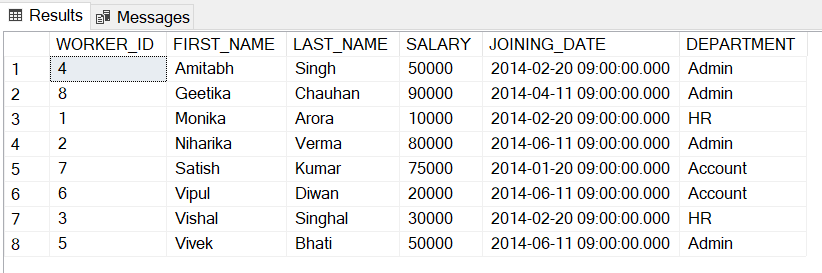 Results Messages
WORKER_ID FIRST_NAME LAST_NAME SALARY JOINING_DATE DEPARTMENT
1 4 Amitabh Singh 50000 2014-02-20 09:00:00.000 Admin
2 8 Geetika Chauhan 90000 2014-04-11 09:00:00.000 Admin
3 1 Monika Arora 10000 2014-02-20 09:00:00.000 HR
4 2 Niharika Verma 80000 2014-06-11 09:00:00.000 Admin
5 7 Satish Kumar 75000 2014-01-20 09:00:00.000 Account
6 6 Vipul Diwan 20000 2014-06-11 09:00:00.000 Account
7 3 Vishal Singhal 30000 2014-02-20 09:00:00.000 HR
8 5 Vivek Bhati 50000 2014-06-11 09:00:00.000 Admin